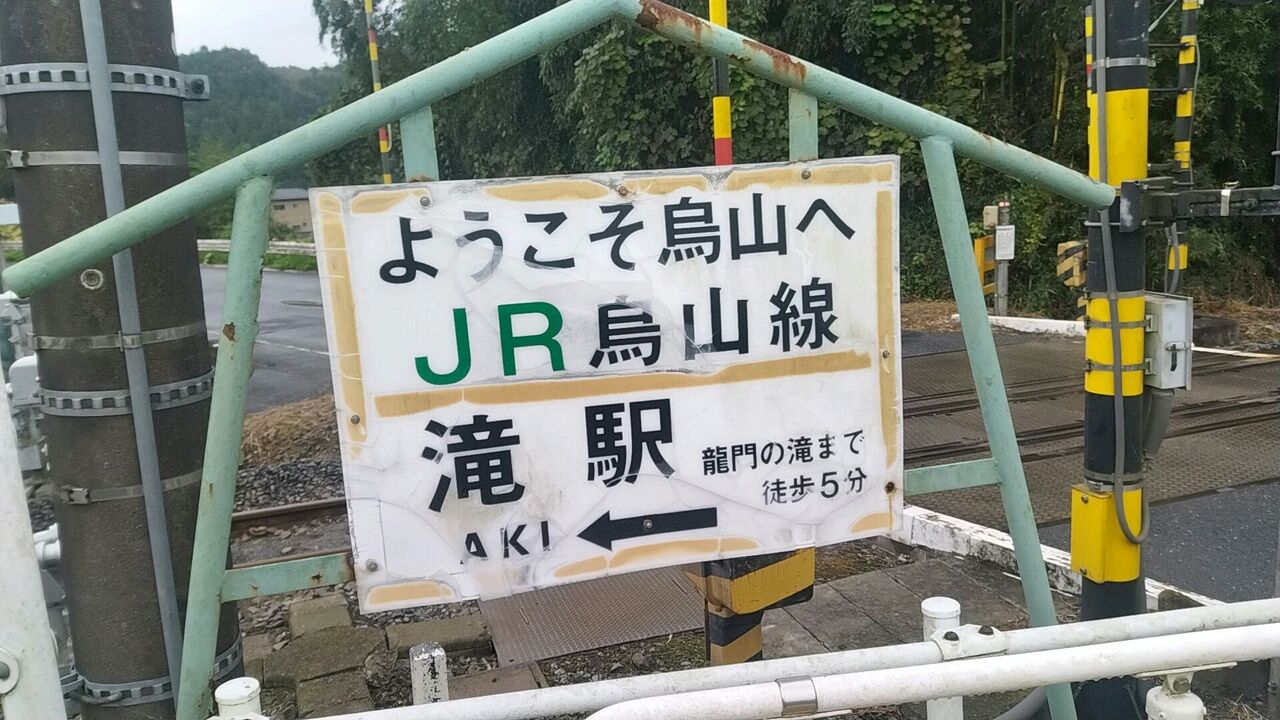 ようこそ烏山へ
JR烏山線
滝駅
龍門の滝まで
徒歩5分
AKI